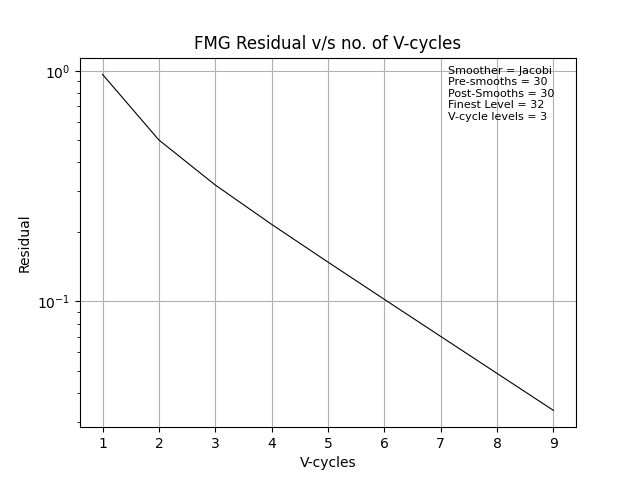 FMG Residual v/s no. of V-cycles
Smoother = Jacobi
Pre-smooths = 30
Post-Smooths = 30
Finest Level = 32
V-cycle levels = 3
10⁰
10⁻¹
Residual
1 2 3 4 5 6 7 8 9
V-cycles